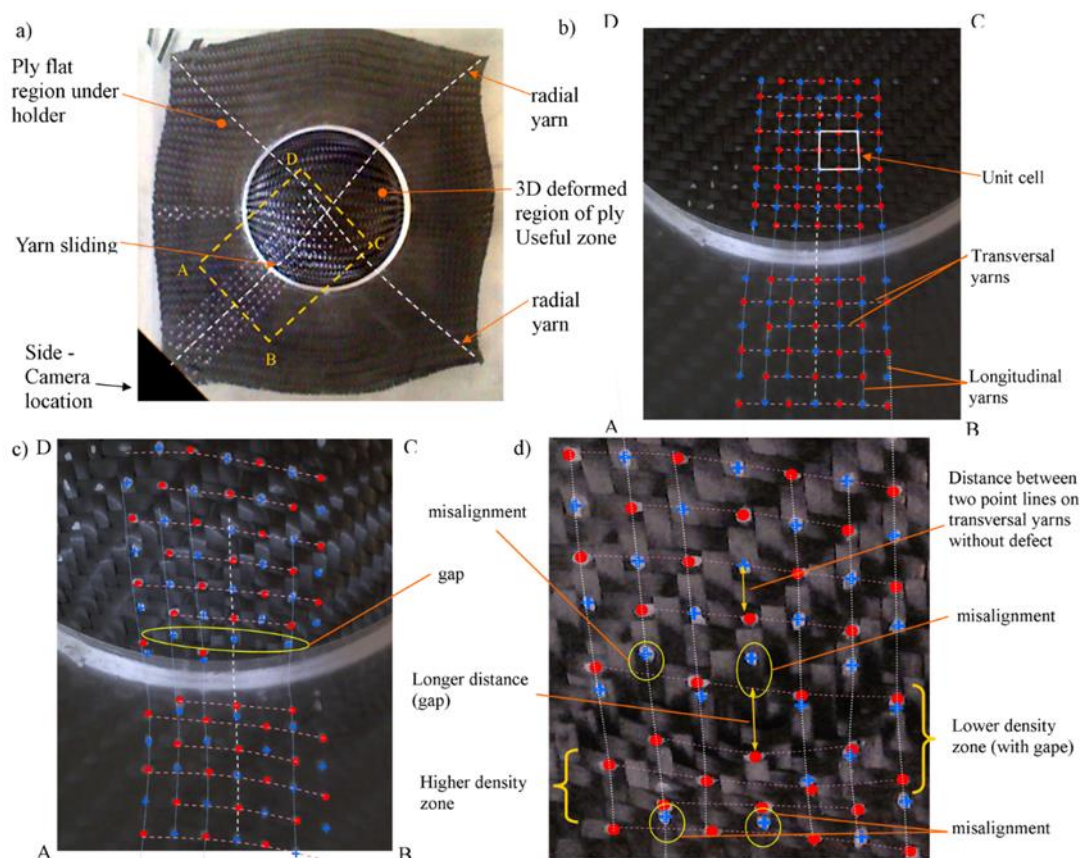 a)
Ply flat
region under
holder
radial
yarn
D
3D deformed
region of ply
Useful zone
Yarn sliding
A
C
B
radial
yarn
Side -
Camera
location
b)
D
C
Unit cell
Transversal
yarns
Longitudinal
yarns
A
B
c)
D
C
misalignment
gap
A
B
d)
Distance between
two point lines on
transversal yarns
without defect
misalignment
Longer distance
(gap)
Lower density
zone (with gape)
Higher density
zone
misalignment